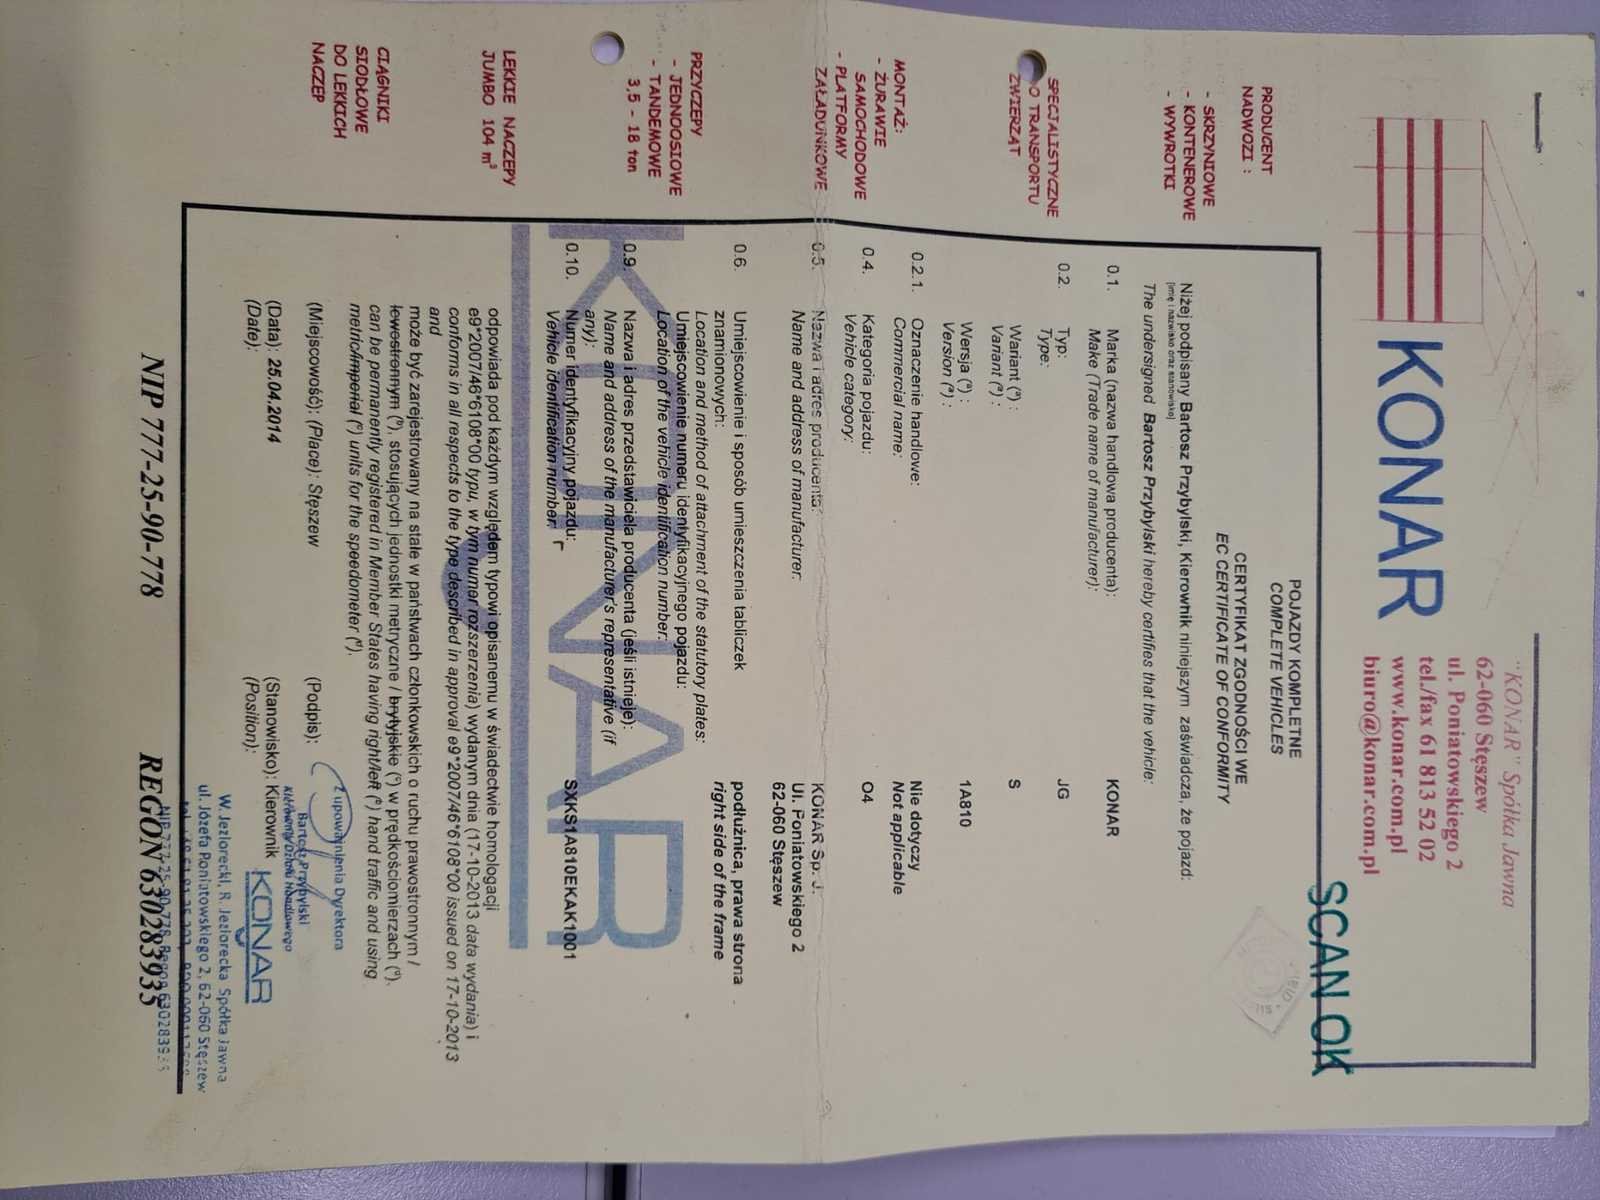 KONAR
"KONAR" Spółka Jawna
62-060 Stęszew
ul. Poniatowskiego 2
tel./fax 61 813 52 02
www.konar.com.pl
biuro@konar.com.pl
SCAN OK
PRODUCENT
NADWOZI :
- SKRZYNIOWE
- KONTENEROWE
- WYWROTKI
SPECJALISTYCZNE
DO TRANSPORTU
ZWIERZĄT
MONTAŻ:
- ŻURAWIE
SAMOCHODOWE
- PLATFORMY
ZAŁADUNKOWE
PRZYCZEPY
- JEDNOOSIOWE
- TANDEMOWE
3,5 - 18 ton
LEKKIE NACZEPY
JUMBO 104 m³
CIĄGNIKI
SIODŁOWE
DO LEKKICH
NACZEP
POJAZDY KOMPLETNE
COMPLETE VEHICLES
CERTYFIKAT ZGODNOŚCI WE
EC CERTIFICATE OF CONFORMITY
Niżej podpisany Bartosz Przybylski, Kierownik niniejszym zaświadcza, że pojazd:
[imię i nazwisko oraz stanowisko]
The undersigned Bartosz Przybylski hereby certifies that the vehicle:
0.1. Marka (nazwa handlowa producenta): KONAR
Make (Trade name of manufacturer):
0.2. Typ: JG
Type:
Wariant (ᵃ) : S
Variant (ᵃ) :
Wersja (ᵃ) : 1A810
Version (ᵃ) :
0.2.1. Oznaczenie handlowe: Nie dotyczy
Commercial name: Not applicable
0.4. Kategoria pojazdu: O4
Vehicle category:
0.5. Nazwa i adres producenta: KONAR Sp. J.
Name and address of manufacturer: Ul. Poniatowskiego 2
62-060 Stęszew
0.6. Umiejscowienie i sposób umieszczenia tabliczek podłużnica, prawa strona
znamionowych: right side of the frame
Location and method of attachment of the statutory plates:
Umiejscowienie numeru identyfikacyjnego pojazdu:
Location of the vehicle identification number:
0.9. Nazwa i adres przedstawiciela producenta (jeśli istnieje):
Name and address of the manufacturer's representative (if
any):
0.10. Numer identyfikacyjny pojazdu: SXKS1A810EKAK1001
Vehicle identification number:
KONAR
odpowiada pod każdym względem typowi opisanemu w świadectwie homologacji
e9*2007/46*6108*00 typu, w tym numer rozszerzenia) wydanym dnia (17-10-2013 data wydania) i
conforms in all respects to the type described in approval e9*2007/46*6108*00 issued on 17-10-2013
and
może być zarejestrowany na stałe w państwach członkowskich o ruchu prawostronnym /
lewostronnym (ᵇ), stosujących jednostki metryczne / brytyjskie (ᶜ) w prędkościomierzach (ᵈ).
can be permanently registered in Member States having right/left (ᵇ) hand traffic and using
metric/imperial (ᶜ) units for the speedometer (ᵈ).
(Miejscowość): (Place): Stęszew
(Podpis):
z upoważnienia Dyrektora
Bartosz Przybylski
Kierownik Działu Handlowego
(Data): 25.04.2014
(Date):
(Stanowisko): Kierownik
(Position):
KONAR
W. Jeziorecki, R. Jeziorecka Spółka Jawna
ul. Józefa Poniatowskiego 2, 62-060 Stęszew
NIP 777-25-90-778 Regon 630283935
NIP 777-25-90-778 REGON 630283935